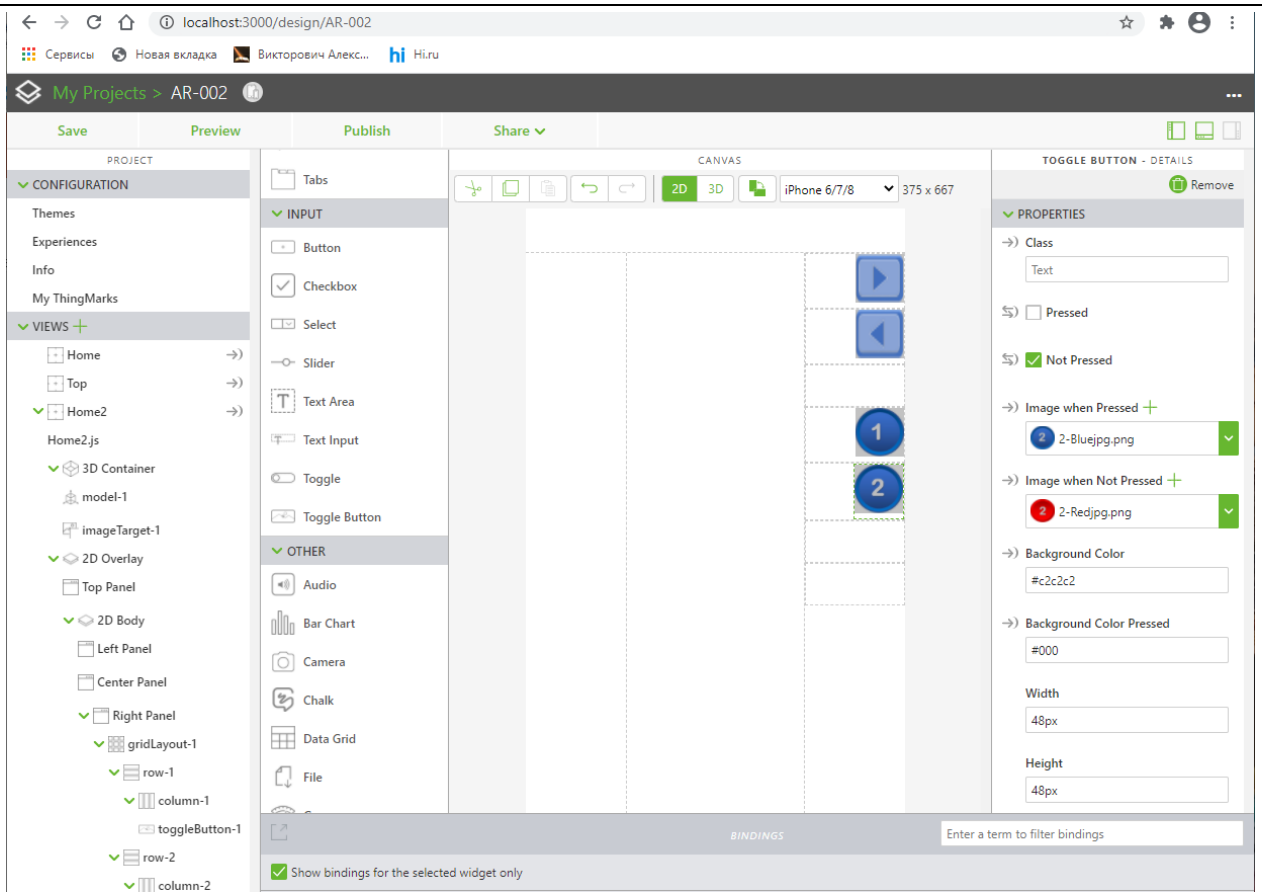 localhost:3000/design/AR-002
Сервисы Новая вкладка Викторович Алекс... hi Hi.ru
My Projects > AR-002
Save Preview Publish Share
PROJECT
CONFIGURATION
Themes
Experiences
Info
My ThingMarks
VIEWS
Home
Top
Home2
Home2.js
3D Container
model-1
imageTarget-1
2D Overlay
Top Panel
2D Body
Left Panel
Center Panel
Right Panel
gridLayout-1
row-1
column-1
toggleButton-1
row-2
column-2
Tabs
INPUT
Button
Checkbox
Select
Slider
Text Area
Text Input
Toggle
Toggle Button
OTHER
Audio
Bar Chart
Camera
Chalk
Data Grid
File
CANVAS
2D 3D iPhone 6/7/8 375 x 667
1
2
TOGGLE BUTTON - DETAILS
Remove
PROPERTIES
Class
Text
Pressed
Not Pressed
Image when Pressed
2 2-Bluejpg.png
Image when Not Pressed
2 2-Redjpg.png
Background Color
#c2c2c2
Background Color Pressed
#000
Width
48px
Height
48px
BINDINGS
Enter a term to filter bindings
Show bindings for the selected widget only